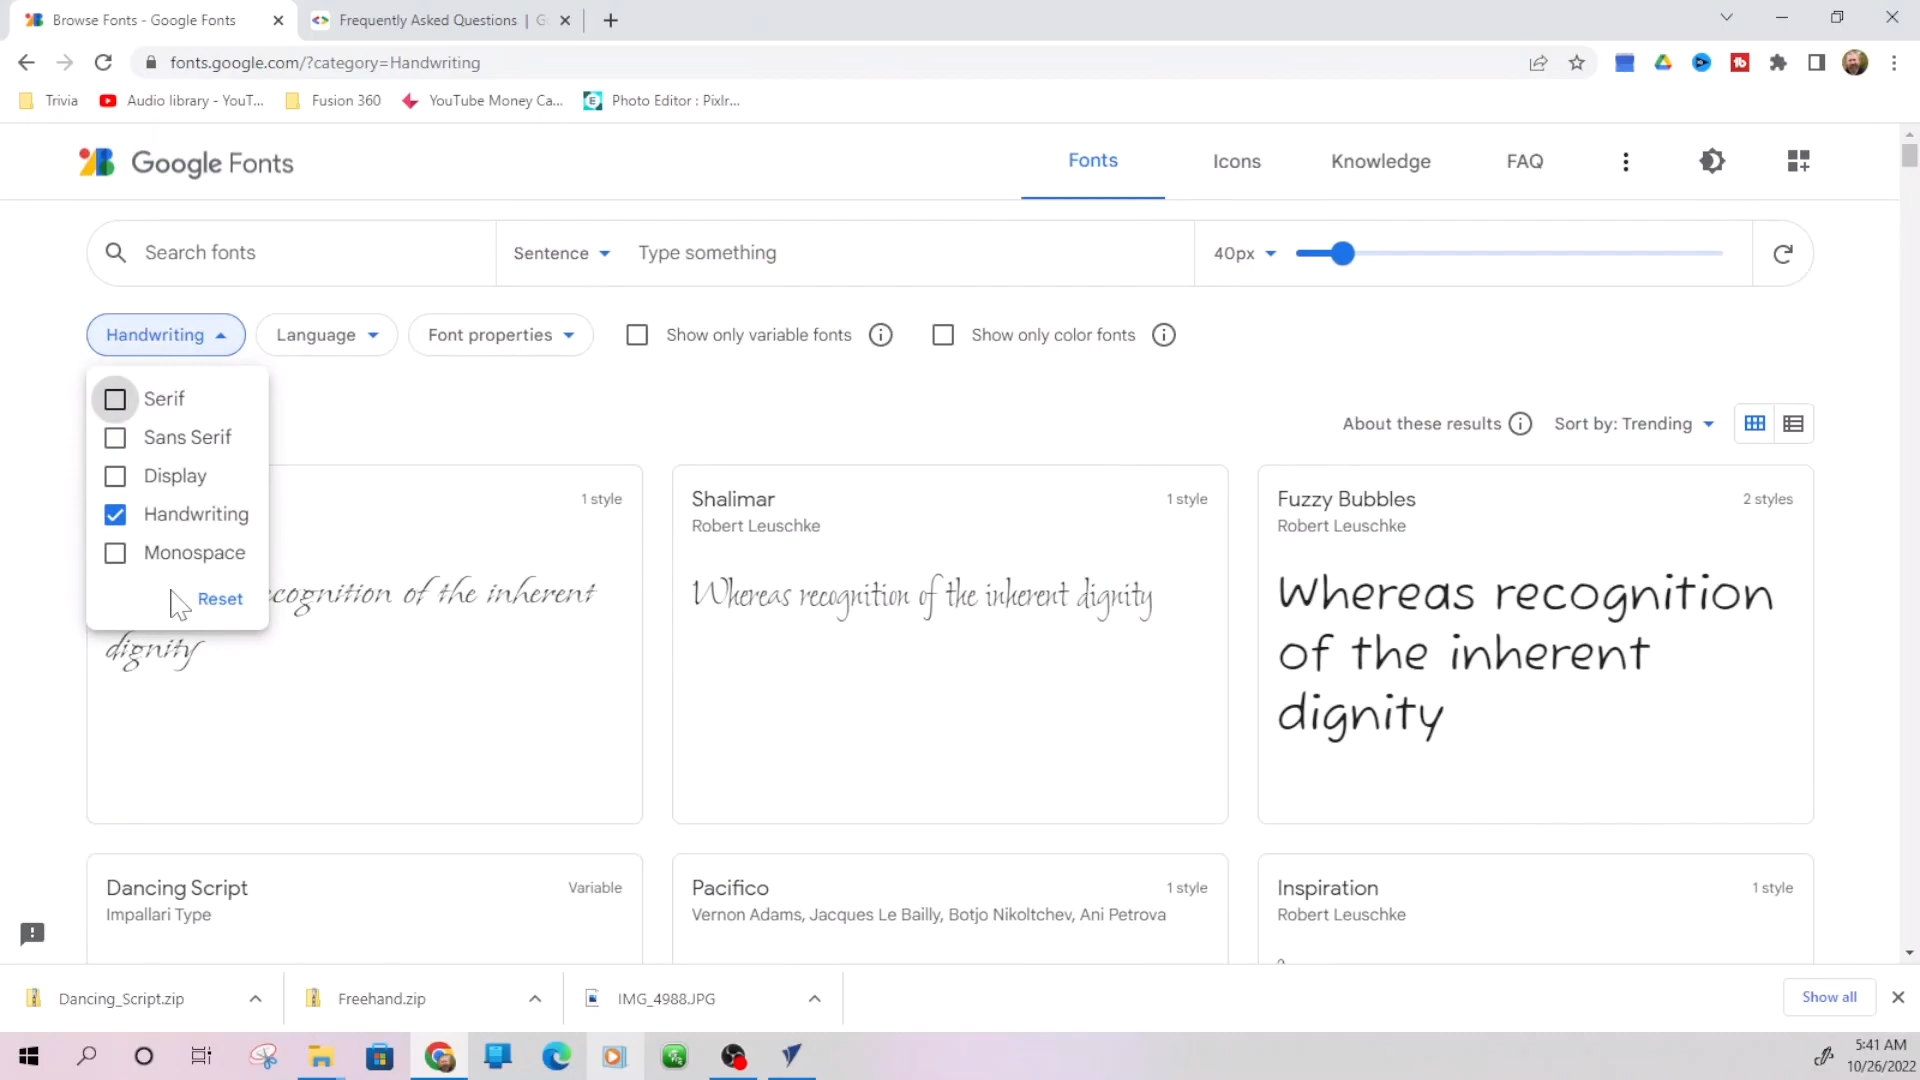 Browse Fonts - Google Fonts
Frequently Asked Questions | G
fonts.google.com/?category=Handwriting
Trivia
Audio library - YouT...
Fusion 360
YouTube Money Ca...
Photo Editor : Pixlr...
Google Fonts
Fonts
Icons
Knowledge
FAQ
Search fonts
Sentence
Type something
40px
Handwriting
Language
Font properties
Show only variable fonts
Show only color fonts
Serif
Sans Serif
Display
Handwriting
Monospace
Reset
About these results
Sort by: Trending
1 style
cognition of the inherent
dignity
Shalimar
1 style
Robert Leuschke
Whereas recognition of the inherent dignity
Fuzzy Bubbles
2 styles
Robert Leuschke
Whereas recognition
of the inherent
dignity
Dancing Script
Variable
Impallari Type
Pacifico
1 style
Vernon Adams, Jacques Le Bailly, Botjo Nikoltchev, Ani Petrova
Inspiration
1 style
Robert Leuschke
Dancing_Script.zip
Freehand.zip
IMG_4988.JPG
Show all
5:41 AM
10/26/2022